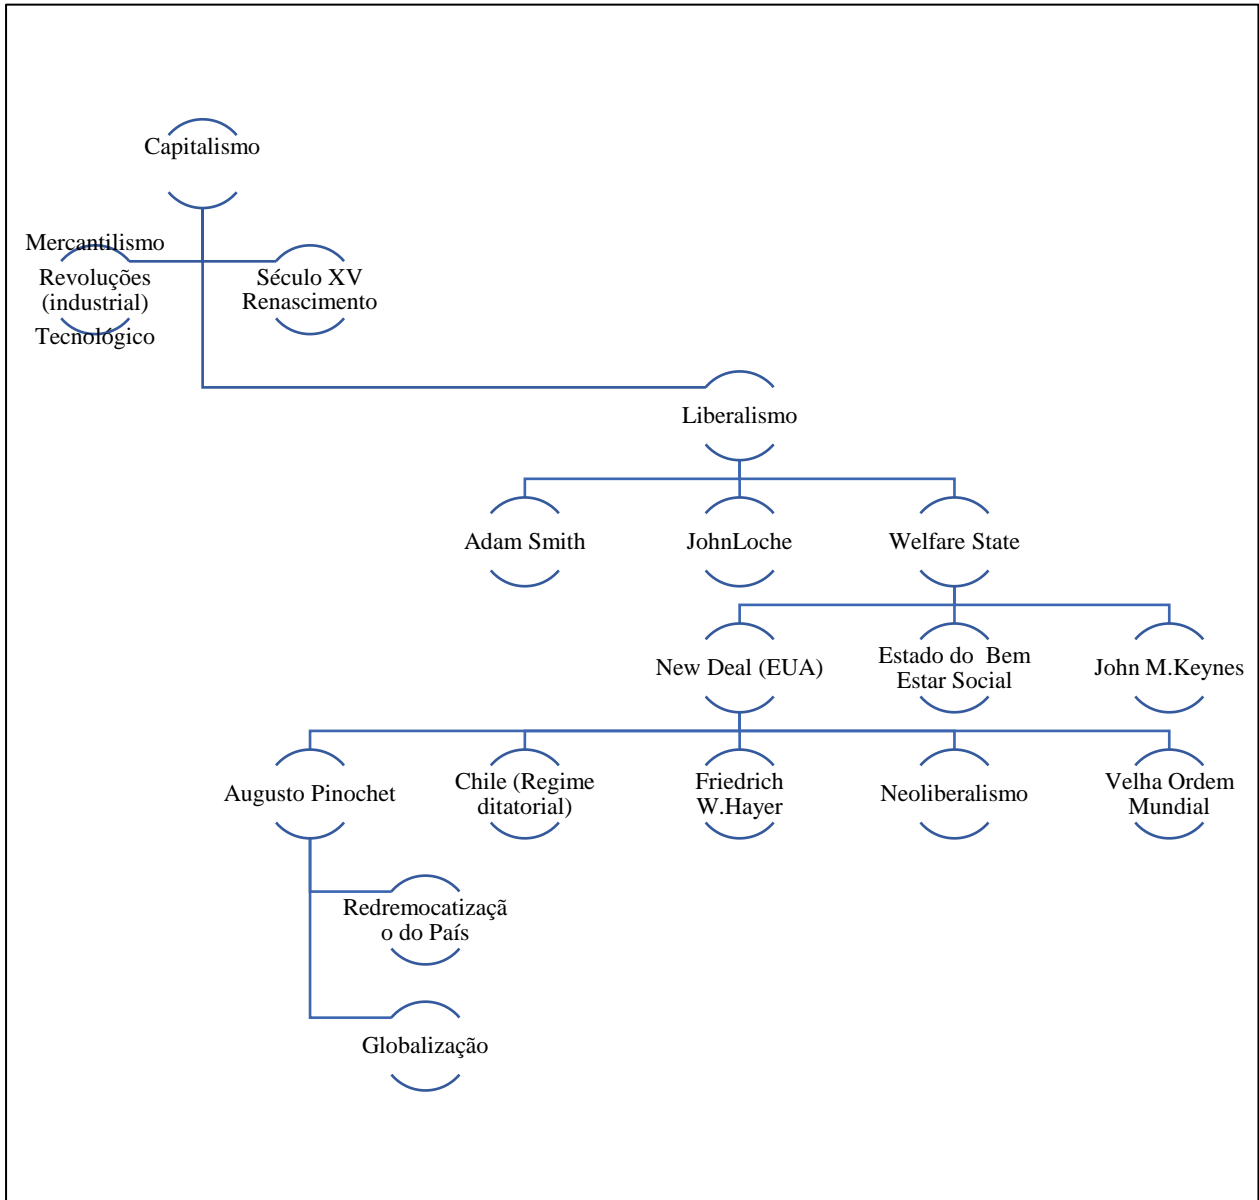 Capitalismo
Mercantilismo
Revoluções
(industrial)
Tecnológico
Século XV
Renascimento
Liberalismo
Adam Smith
JohnLoche
Welfare State
New Deal (EUA)
Estado do Bem
Estar Social
John M.Keynes
Augusto Pinochet
Chile (Regime
ditatorial)
Friedrich
W.Hayer
Neoliberalismo
Velha Ordem
Mundial
Redremocatizaçã
o do País
Globalização